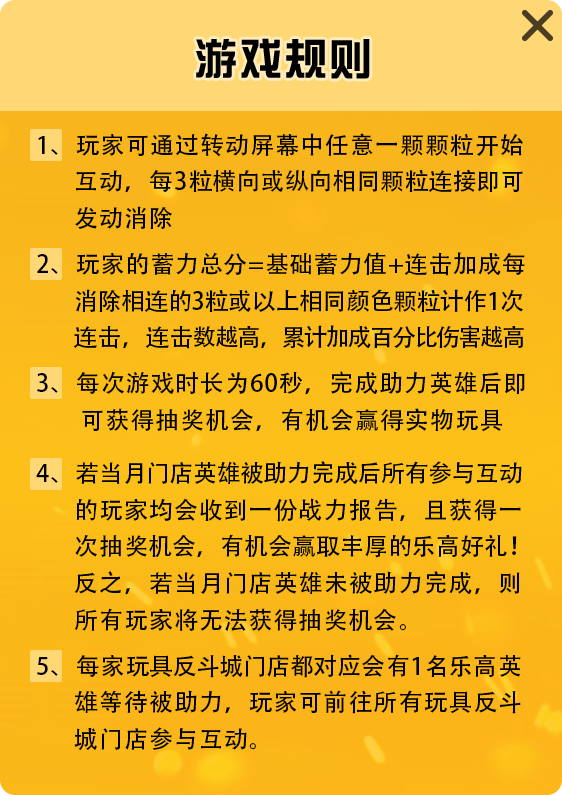 游戏规则
1、玩家可通过转动屏幕中任意一颗颗粒开始
互动，每3粒横向或纵向相同颗粒连接即可
发动消除
2、玩家的蓄力总分=基础蓄力值+连击加成每
消除相连的3粒或以上相同颜色颗粒计作1次
连击，连击数越高，累计加成百分比伤害越高
3、每次游戏时长为60秒，完成助力英雄后即
可获得抽奖机会，有机会赢得实物玩具
4、若当月门店英雄被助力完成后所有参与互动
的玩家均会收到一份战力报告，且获得一
次抽奖机会，有机会赢取丰厚的乐高好礼！
反之，若当月门店英雄未被助力完成，则
所有玩家将无法获得抽奖机会。
5、每家玩具反斗城门店都对应会有1名乐高英
雄等待被助力，玩家可前往所有玩具反斗
城门店参与互动。